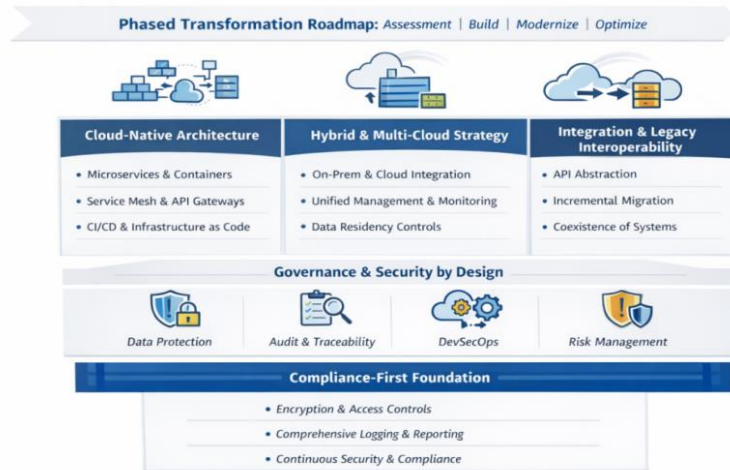 Phased Transformation Roadmap: Assessment | Build | Modernize | Optimize
Cloud-Native Architecture
• Microservices & Containers
• Service Mesh & API Gateways
• CI/CD & Infrastructure as Code
Hybrid & Multi-Cloud Strategy
• On-Prem & Cloud Integration
• Unified Management & Monitoring
• Data Residency Controls
Integration & Legacy
Interoperability
• API Abstraction
• Incremental Migration
• Coexistence of Systems
Governance & Security by Design
Data Protection
Audit & Traceability
DevSecOps
Risk Management
Compliance-First Foundation
• Encryption & Access Controls
• Comprehensive Logging & Reporting
• Continuous Security & Compliance